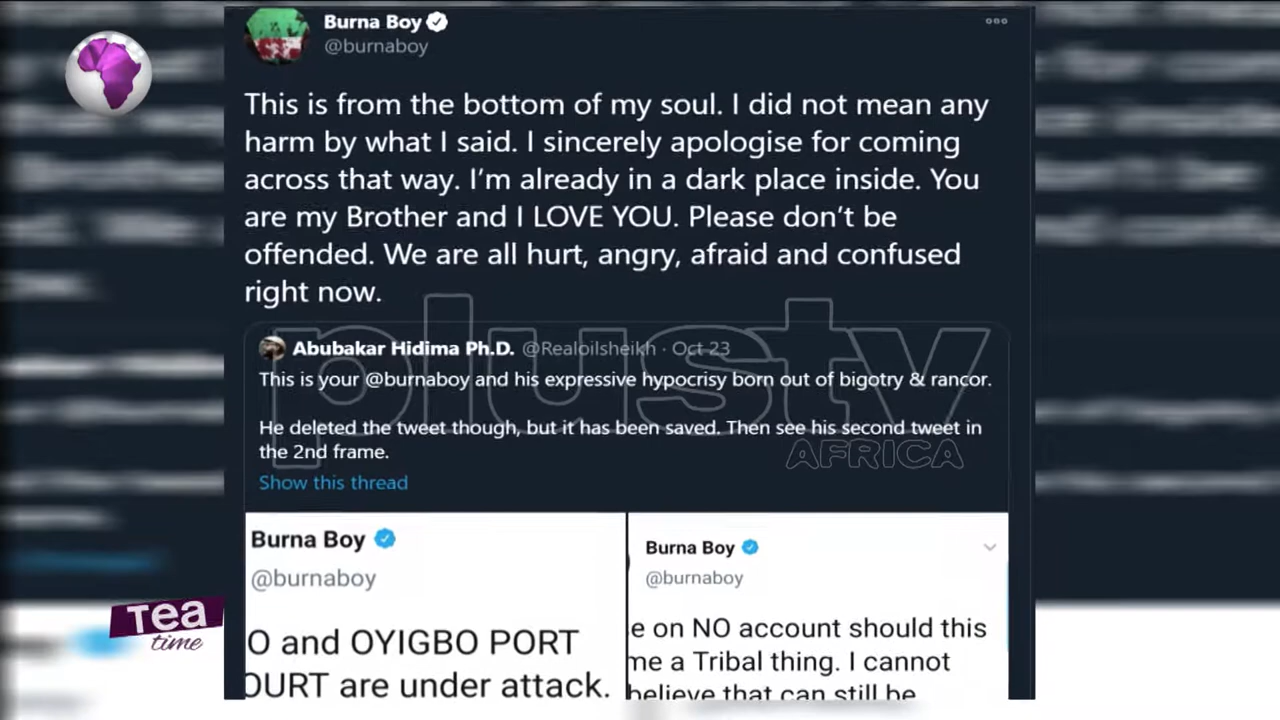 Burna Boy
@burnaboy
This is from the bottom of my soul. I did not mean any
harm by what I said. I sincerely apologise for coming
across that way. I'm already in a dark place inside. You
are my Brother and I LOVE YOU. Please don't be
offended. We are all hurt, angry, afraid and confused
right now.
Abubakar Hidima Ph.D. @Realoilsheikh · Oct 23
This is your @burnaboy and his expressive hypocrisy born out of bigotry & rancor.
He deleted the tweet though, but it has been saved. Then see his second tweet in
the 2nd frame.
Show this thread
plustv
AFRICA
Burna Boy
@burnaboy
O and OYIGBO PORT
OURT are under attack.
Burna Boy
@burnaboy
e on NO account should this
me a Tribal thing. I cannot
believe that can still be
Tea
time